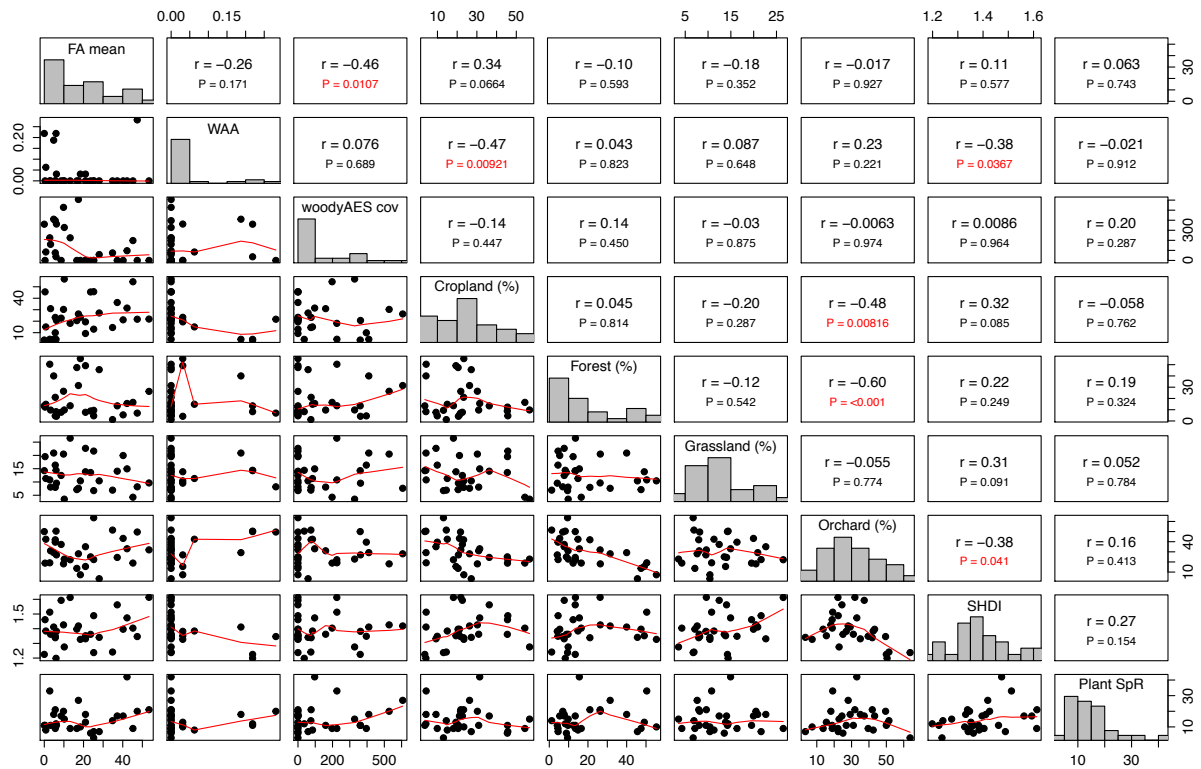 0.00 0.15 10 30 50 5 15 25 1.2 1.4 1.6
FA mean
r = −0.26
P = 0.171
r = −0.46
P = 0.0107
r = 0.34
P = 0.0664
r = −0.10
P = 0.593
r = −0.18
P = 0.352
r = −0.017
P = 0.927
r = 0.11
P = 0.577
r = 0.063
P = 0.743
0 20 40
0.00 0.20
WAA
r = 0.076
P = 0.689
r = −0.47
P = 0.00921
r = 0.043
P = 0.823
r = 0.087
P = 0.648
r = 0.23
P = 0.221
r = −0.38
P = 0.0367
r = −0.021
P = 0.912
woodyAES cov
r = −0.14
P = 0.447
r = 0.14
P = 0.450
r = −0.03
P = 0.875
r = −0.0063
P = 0.974
r = 0.0086
P = 0.964
r = 0.20
P = 0.287
0 300
10 40
Cropland (%)
r = 0.045
P = 0.814
r = −0.20
P = 0.287
r = −0.48
P = 0.00816
r = 0.32
P = 0.085
r = −0.058
P = 0.762
Forest (%)
r = −0.12
P = 0.542
r = −0.60
P = <0.001
r = 0.22
P = 0.249
r = 0.19
P = 0.324
0 30
5 15
Grassland (%)
r = −0.055
P = 0.774
r = 0.31
P = 0.091
r = 0.052
P = 0.784
Orchard (%)
r = −0.38
P = 0.041
r = 0.16
P = 0.413
10 40
1.2 1.5
SHDI
r = 0.27
P = 0.154
Plant SpR
10 30
0 20 40 0 200 500 0 20 40 10 30 50 10 20 30 40